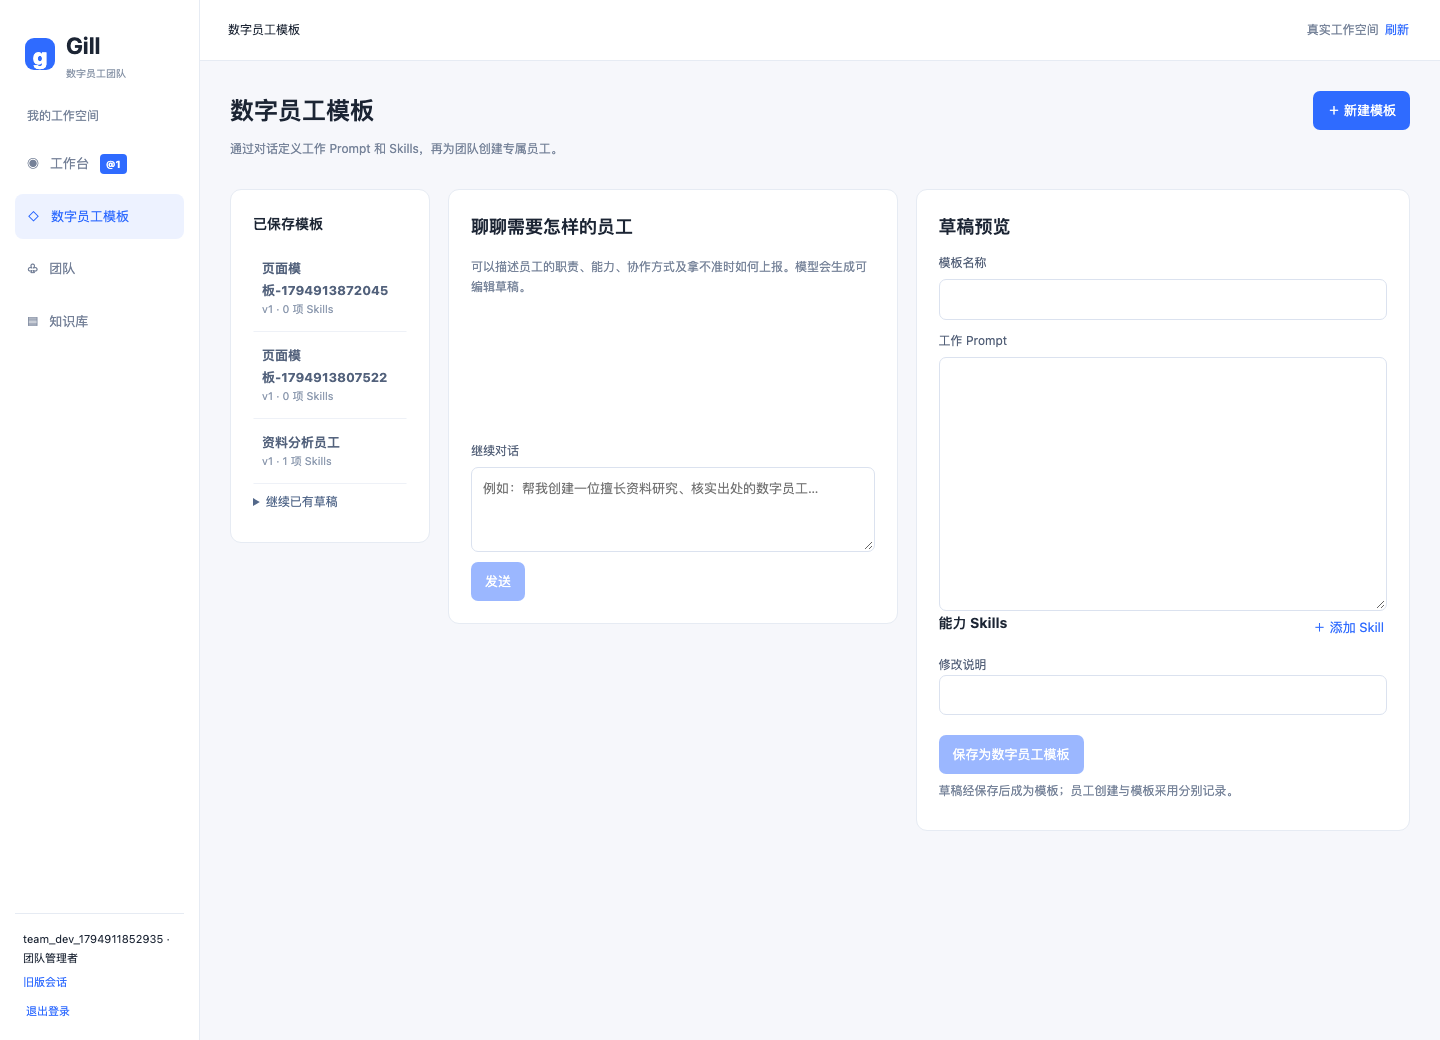 g
Gill
数字员工团队
我的工作空间
工作台 @1
数字员工模板
团队
知识库
team_dev_1794911852935 ·
团队管理者
旧版会话
退出登录
数字员工模板
真实工作空间 刷新
数字员工模板
+ 新建模板
通过对话定义工作 Prompt 和 Skills，再为团队创建专属员工。
已保存模板
页面模
板-1794913872045
v1 · 0 项 Skills
页面模
板-1794913807522
v1 · 0 项 Skills
资料分析员工
v1 · 1 项 Skills
继续已有草稿
聊聊需要怎样的员工
可以描述员工的职责、能力、协作方式及拿不准时如何上报。模型会生成可
编辑草稿。
继续对话
例如：帮我创建一位擅长资料研究、核实出处的数字员工...
发送
草稿预览
模板名称
工作 Prompt
能力 Skills
+ 添加 Skill
修改说明
保存为数字员工模板
草稿经保存后成为模板；员工创建与模板采用分别记录。